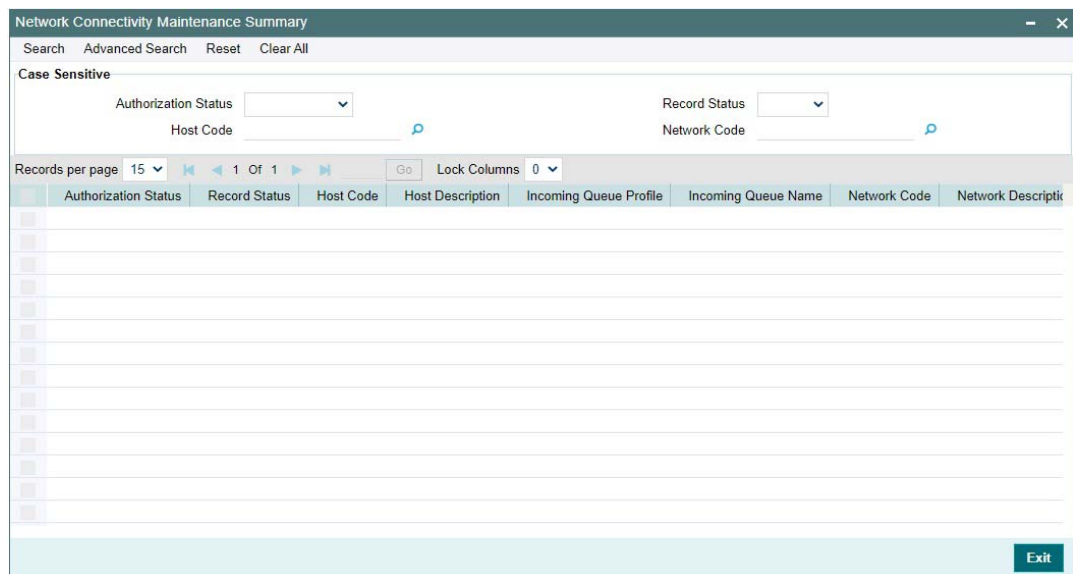 Network Connectivity Maintenance Summary
Search Advanced Search Reset Clear All
Case Sensitive
Authorization Status Record Status
Host Code Network Code
Records per page 15 1 Of 1 Go Lock Columns 0
Authorization Status Record Status Host Code Host Description Incoming Queue Profile Incoming Queue Name Network Code Network Descriptic
Exit